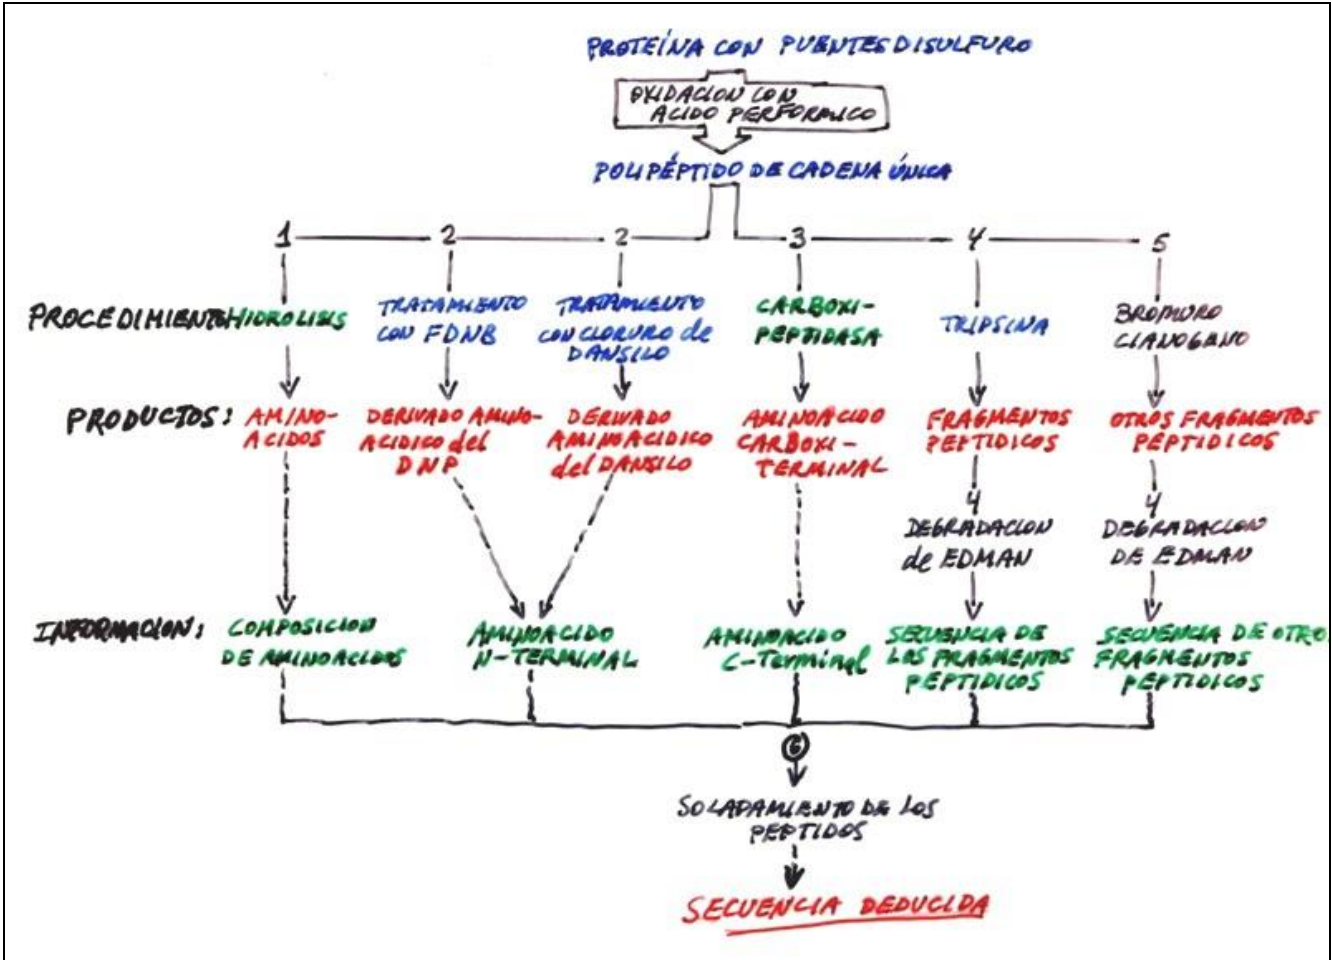 PROTEÍNA CON PUENTES DISULFURO
OXIDACION CON
ACIDO PERFORMICO
POLIPÉPTIDO DE CADENA ÚNICA
1 2 2 3 4 5
PROCEDIMIENTO HIDROLISIS
TRATAMIENTO
CON FDNB
TRATAMIENTO
CON CLORURO de
DANSILO
CARBOXI-
PEPTIDASA
TRIPSINA
BROMURO
CIANOGENO
PRODUCTOS:
AMINO-
ACIDOS
DERIVADO AMINO-
ACIDICO del
DNP
DERIVADO
AMINOACIDICO
del DANSILO
AMINOACIDO
CARBOXI-
TERMINAL
FRAGMENTOS
PEPTIDICOS
OTROS FRAGMENTOS
PEPTIDICOS
4
DEGRADACION
de EDMAN
4
DEGRADACION
DE EDMAN
INFORMACION:
COMPOSICION
DE AMINOACIDOS
AMINOACIDO
N-TERMINAL
AMINOACIDO
C-Terminal
SECUENCIA DE
LOS FRAGMENTOS
PEPTIDICOS
SECUENCIA DE OTRO
FRAGMENTOS
PEPTIDICOS
6
SOLADAMIENTO DE LOS
PEPTIDOS
SECUENCIA DEDUCIDA